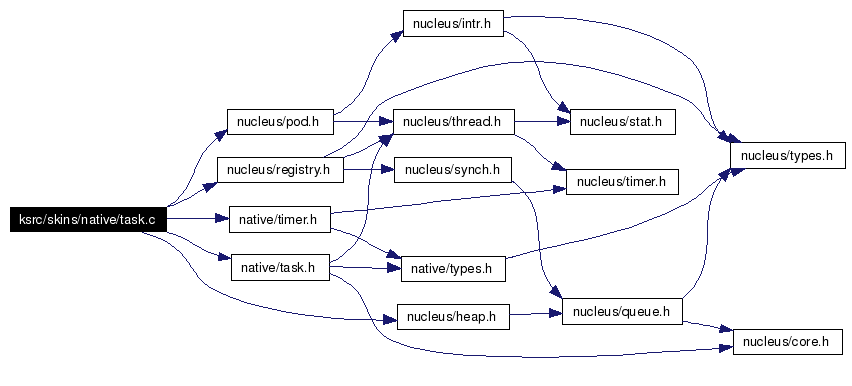 nucleus/intr.h
nucleus/pod.h
nucleus/thread.h
nucleus/stat.h
nucleus/types.h
nucleus/registry.h
nucleus/synch.h
nucleus/timer.h
ksrc/skins/native/task.c
native/timer.h
native/task.h
native/types.h
nucleus/heap.h
nucleus/queue.h
nucleus/core.h